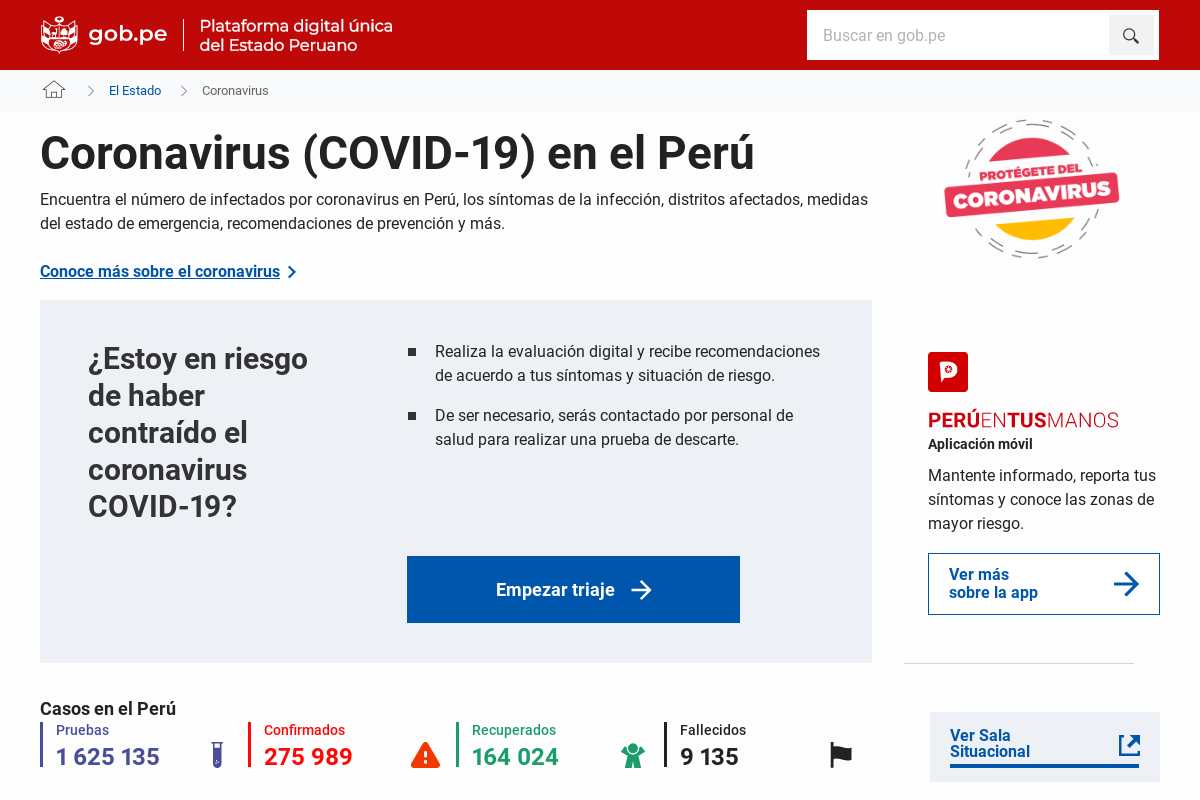 gob.pe
Plataforma digital única
del Estado Peruano
Buscar en gob.pe
El Estado
Coronavirus
Coronavirus (COVID-19) en el Perú
Encuentra el número de infectados por coronavirus en Perú, los síntomas de la infección, distritos afectados, medidas
del estado de emergencia, recomendaciones de prevención y más.
Conoce más sobre el coronavirus
PROTÉGETE DEL
CORONAVIRUS
¿Estoy en riesgo
de haber
contraído el
coronavirus
COVID-19?
Realiza la evaluación digital y recibe recomendaciones
de acuerdo a tus síntomas y situación de riesgo.
De ser necesario, serás contactado por personal de
salud para realizar una prueba de descarte.
Empezar triaje
PERÚENTUSMANOS
Aplicación móvil
Mantente informado, reporta tus
síntomas y conoce las zonas de
mayor riesgo.
Ver más
sobre la app
Casos en el Perú
Pruebas
1 625 135
Confirmados
275 989
Recuperados
164 024
Fallecidos
9 135
Ver Sala
Situacional